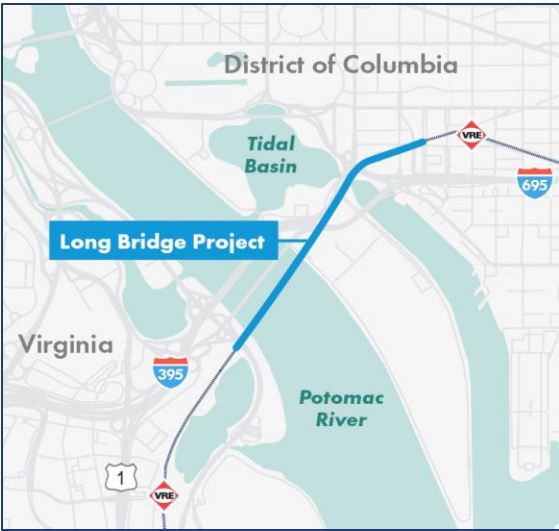 District of Columbia
VRE
Tidal
Basin
695
Long Bridge Project
Virginia
395
Potomac
River
1
VRE